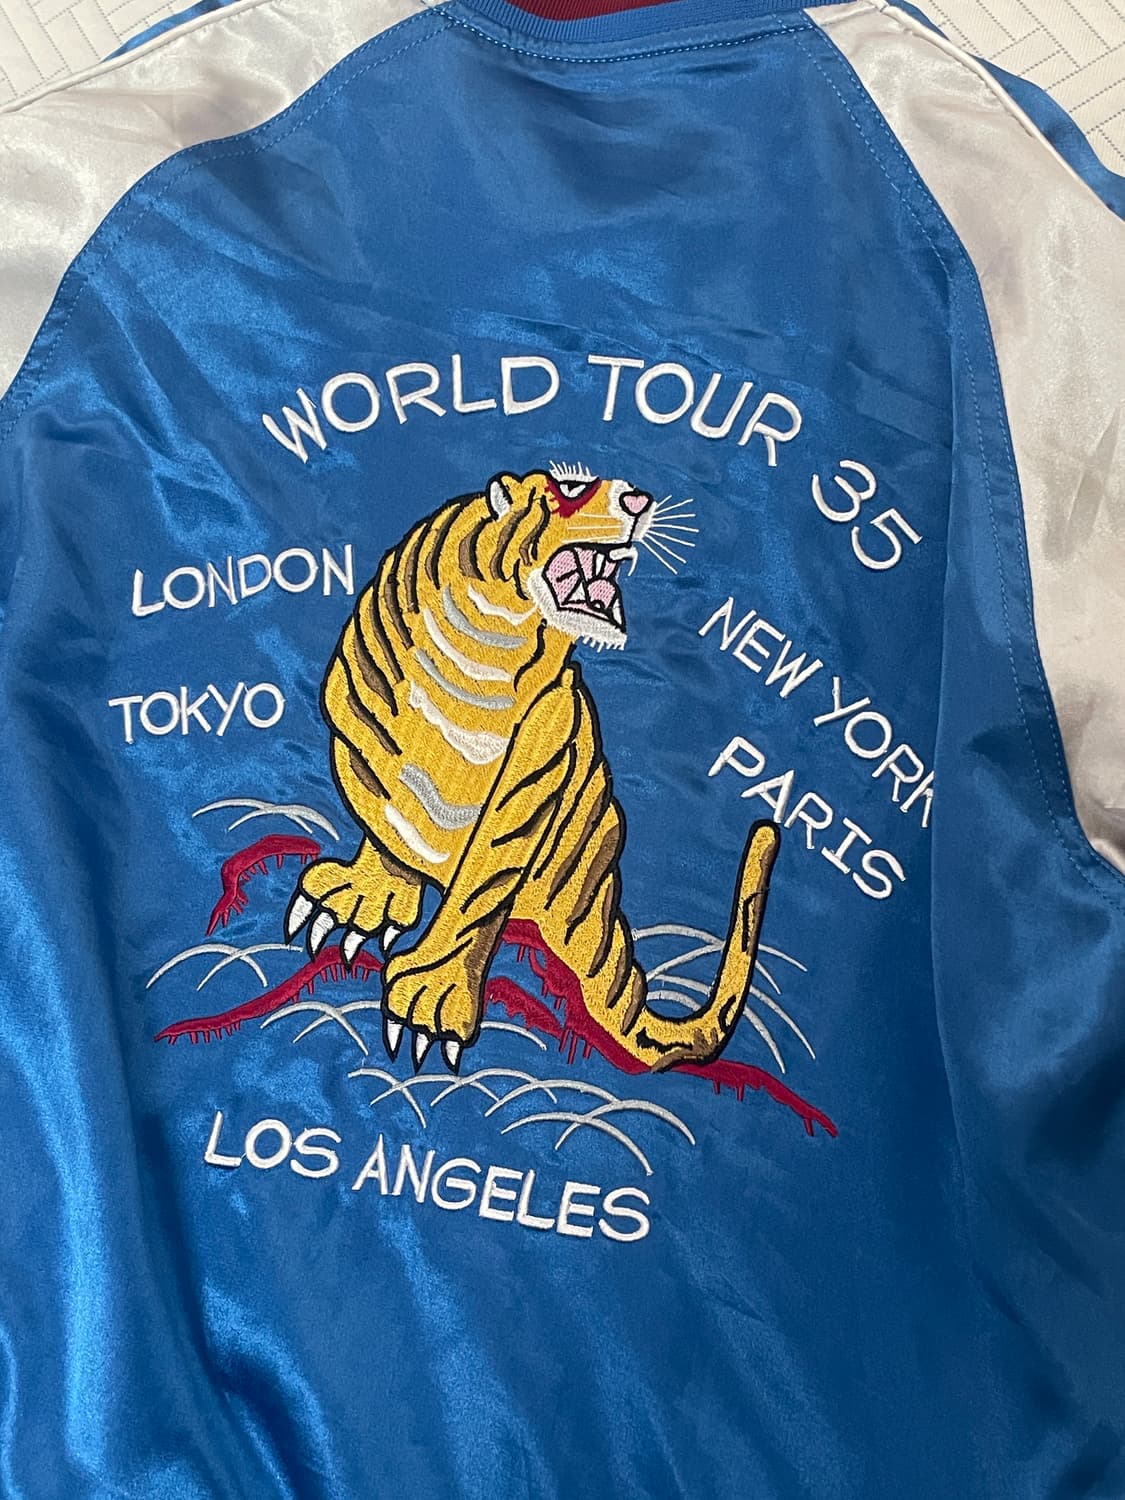 WORLD TOUR 35
LONDON
TOKYO
NEW YORK
PARIS
LOS ANGELES